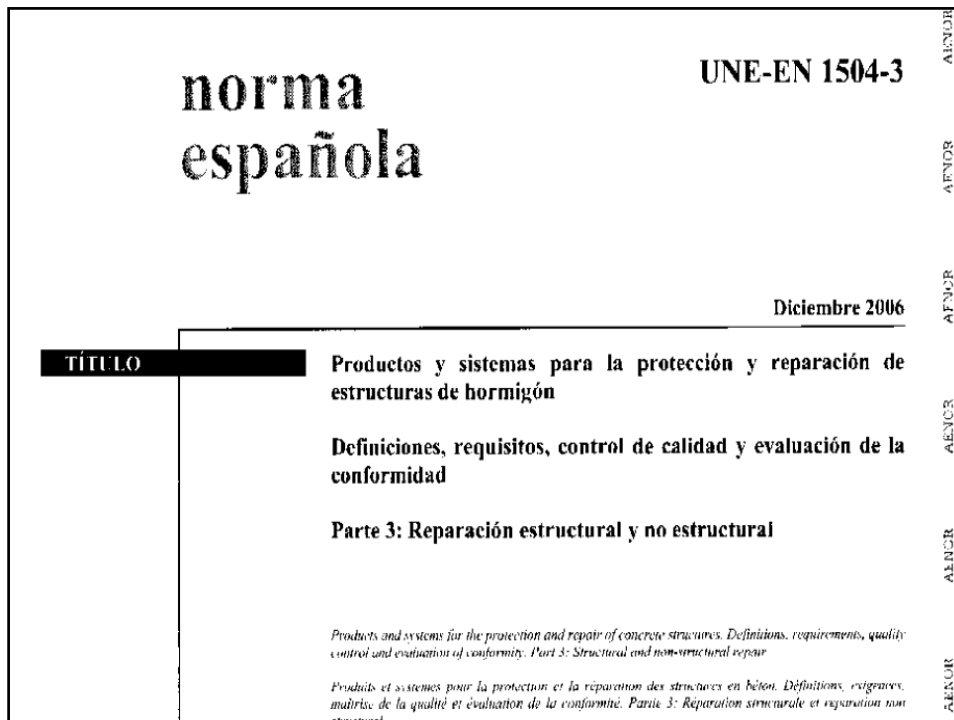 norma
española
UNE-EN 1504-3
Diciembre 2006
TÍTULO
Productos y sistemas para la protección y reparación de
estructuras de hormigón
Definiciones, requisitos, control de calidad y evaluación de la
conformidad
Parte 3: Reparación estructural y no estructural
Products and systems for the protection and repair of concrete structures. Definitions, requirements, quality
control and evaluation of conformity. Part 3: Structural and non-structural repair
Produits et systèmes pour la protection et la réparation des structures en béton. Définitions, exigences,
maîtrise de la qualité et évaluation de la conformité. Partie 3: Réparation structurale et réparation non
AENOR
AENOR
AENOR
AENOR
AENOR
AENOR